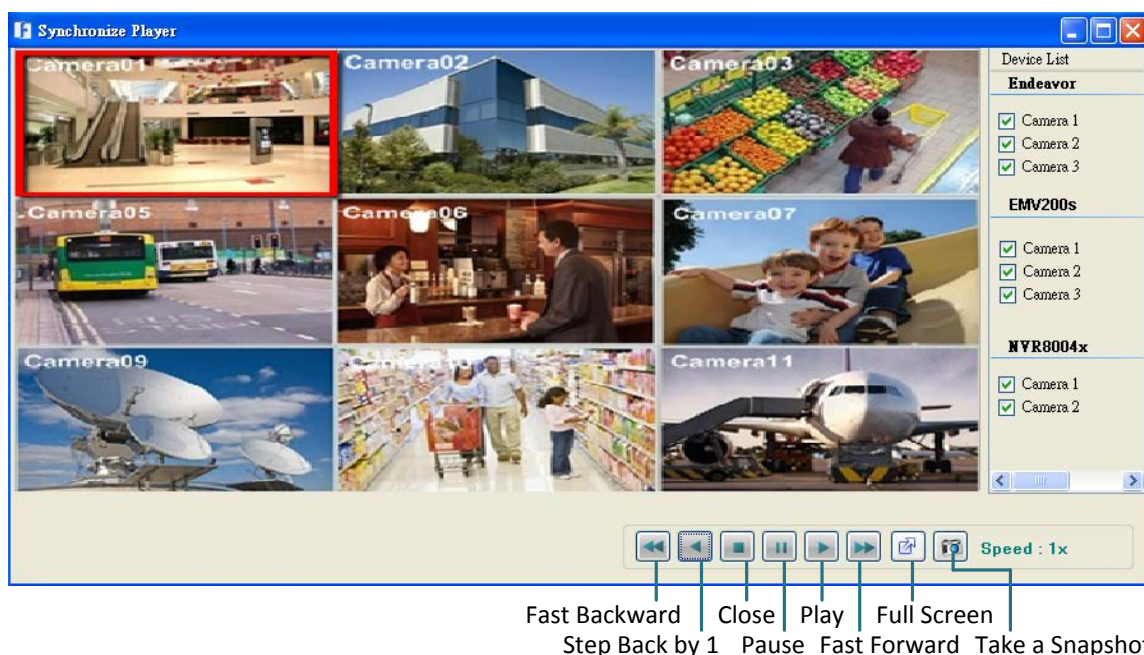 Synchronize Player
Camera01
Camera02
Camera03
Camera05
Camera06
Camera07
Camera09
Camera11
Device List
Endeavor
Camera 1
Camera 2
Camera 3
EMV200s
Camera 1
Camera 2
Camera 3
NVR8004x
Camera 1
Camera 2
Speed : 1x
Fast Backward Close Play Full Screen
Step Back by 1 Pause Fast Forward Take a Snapshot